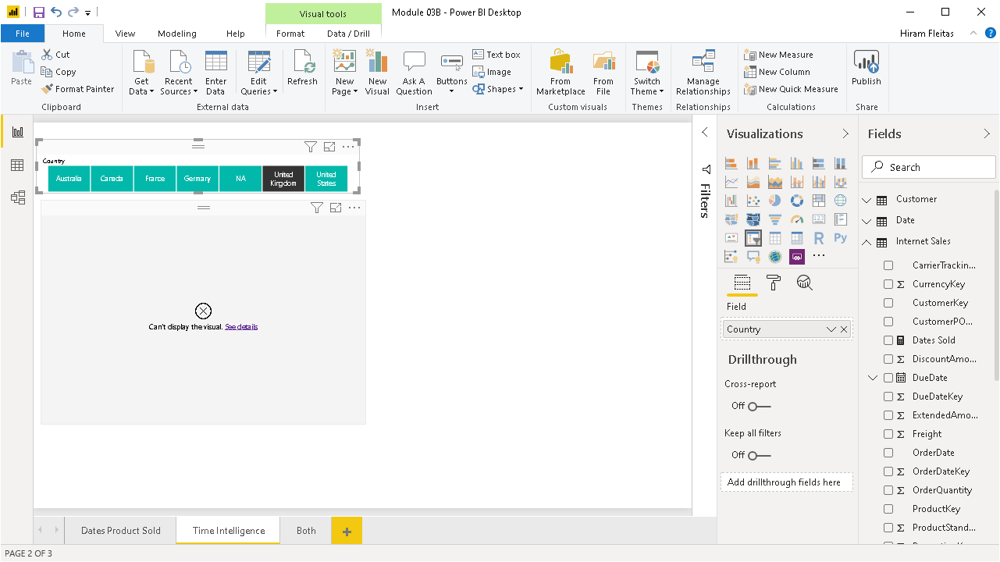 Visual tools
Module 03B - Power BI Desktop
File
Home
View
Modeling
Help
Format
Data / Drill
Hiram Fleitas
Paste
Cut
Copy
Format Painter
Clipboard
Get
Data
Recent
Sources
Enter
Data
Edit
Queries
External data
Refresh
New
Page
New
Visual
Ask A
Question
Buttons
Text box
Image
Shapes
Insert
From
Marketplace
From
File
Custom visuals
Switch
Theme
Themes
Manage
Relationships
Relationships
New Measure
New Column
New Quick Measure
Calculations
Publish
Share
Country
Australia
Canada
France
Germany
NA
United
Kingdom
United
States
Can't display the visual. See details
Filters
Visualizations
R
Py
123
Field
Country
Drillthrough
Cross-report
Off
Keep all filters
Off
Add drillthrough fields here
Fields
Search
Customer
Date
Internet Sales
CarrierTrackin...
CurrencyKey
CustomerKey
CustomerPO...
Dates Sold
DiscountAmo...
DueDate
DueDateKey
ExtendedAmo...
Freight
OrderDate
OrderDateKey
OrderQuantity
ProductKey
ProductStand...
Dates Product Sold
Time Intelligence
Both
PAGE 2 OF 3